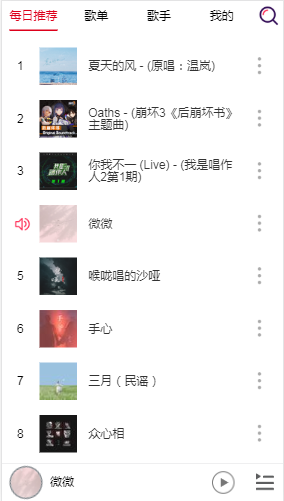 每日推荐 歌单 歌手 我的
1 夏天的风 - (原唱：温岚)
2 Oaths - (崩坏3《后崩坏书》
主题曲)
3 你我不一 (Live) - (我是唱作
人2第1期)
微微
5 喉咙唱的沙哑
6 手心
7 三月（民谣）
8 众心相
微微